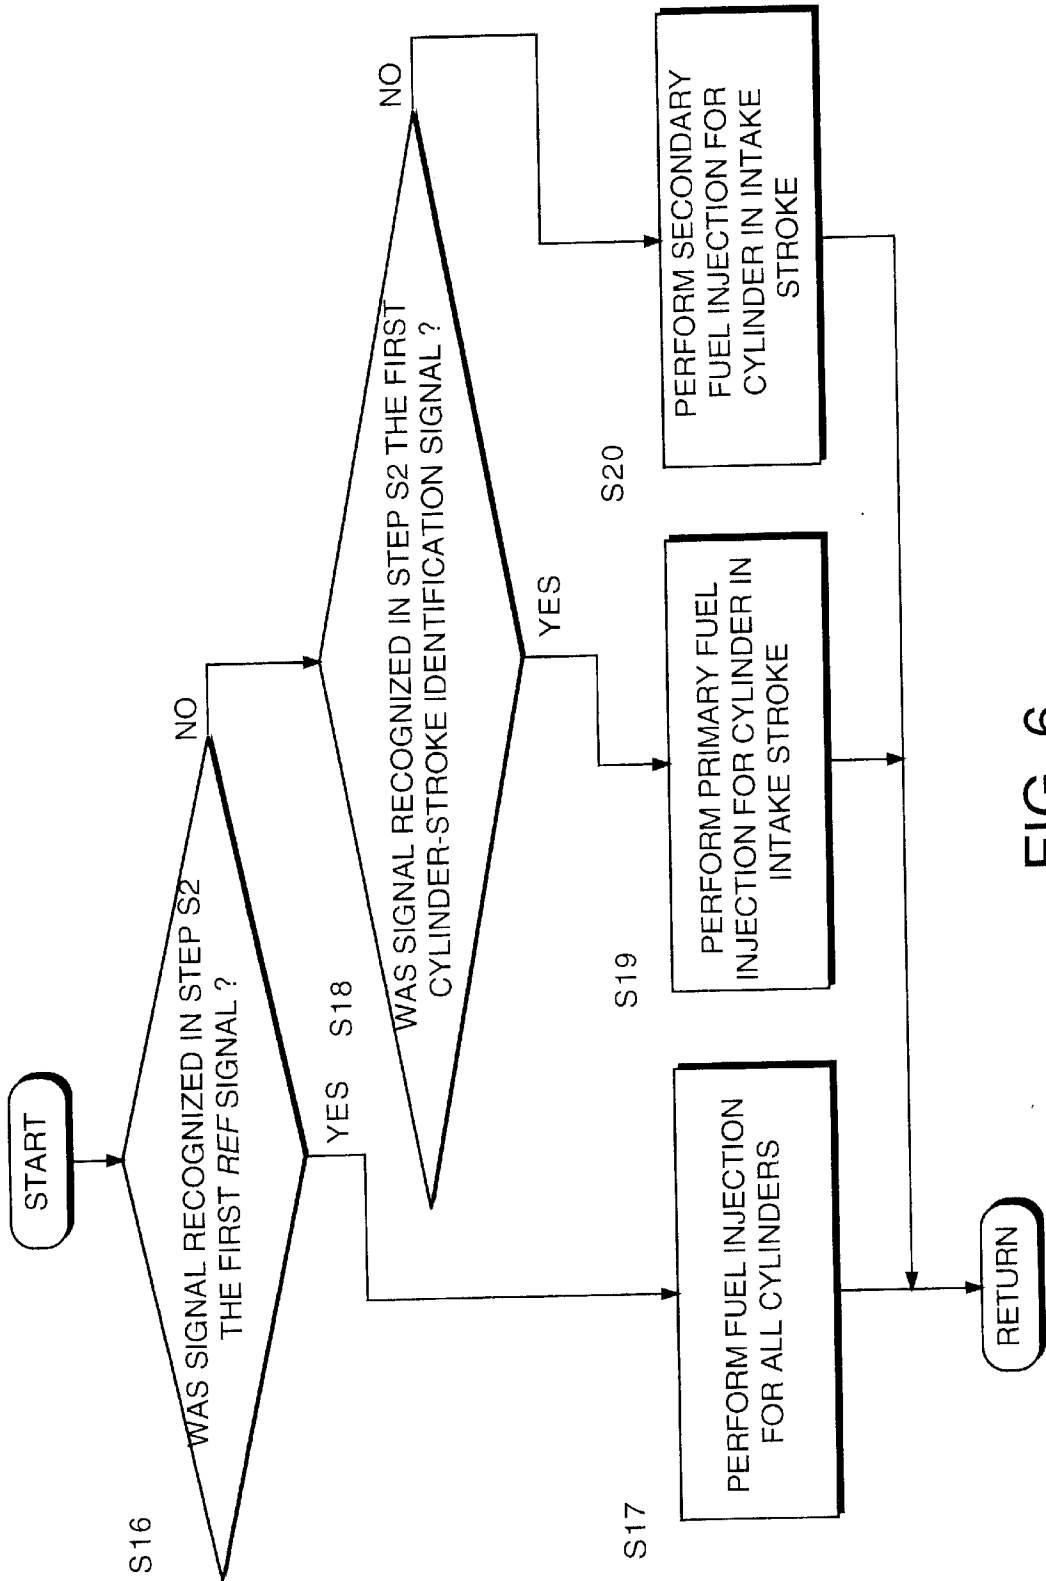 START
S16
WAS SIGNAL RECOGNIZED IN STEP S2
THE FIRST REF SIGNAL ?
NO
YES
S18
WAS SIGNAL RECOGNIZED IN STEP S2 THE FIRST
CYLINDER-STROKE IDENTIFICATION SIGNAL ?
NO
YES
S17
PERFORM FUEL INJECTION
FOR ALL CYLINDERS
S19
PERFORM PRIMARY FUEL
INJECTION FOR CYLINDER IN
INTAKE STROKE
S20
PERFORM SECONDARY
FUEL INJECTION FOR
CYLINDER IN INTAKE
STROKE
RETURN
FIG. 6